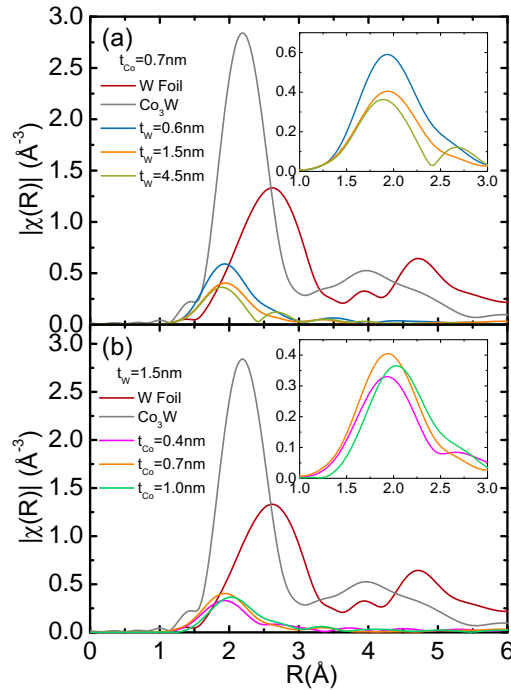 (a)
t_Co=0.7nm
W Foil
Co₃W
t_W=0.6nm
t_W=1.5nm
t_W=4.5nm
|χ(R)| (Å⁻³)
3.0
2.5
2.0
1.5
1.0
0.5
0.0
0.6
0.4
0.2
0.0
1.0 1.5 2.0 2.5 3.0
(b)
t_W=1.5nm
W Foil
Co₃W
t_Co=0.4nm
t_Co=0.7nm
t_Co=1.0nm
|χ(R)| (Å⁻³)
3.0
2.5
2.0
1.5
1.0
0.5
0.0
0.4
0.3
0.2
0.1
0.0
1.0 1.5 2.0 2.5 3.0
0 1 2 3 4 5 6
R(Å)